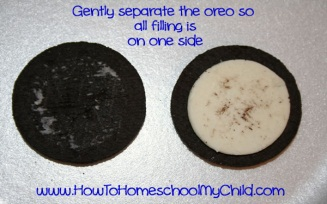 Gently separate the oreo so
all filling is
on one side
www.HowToHomeschoolMyChild.com